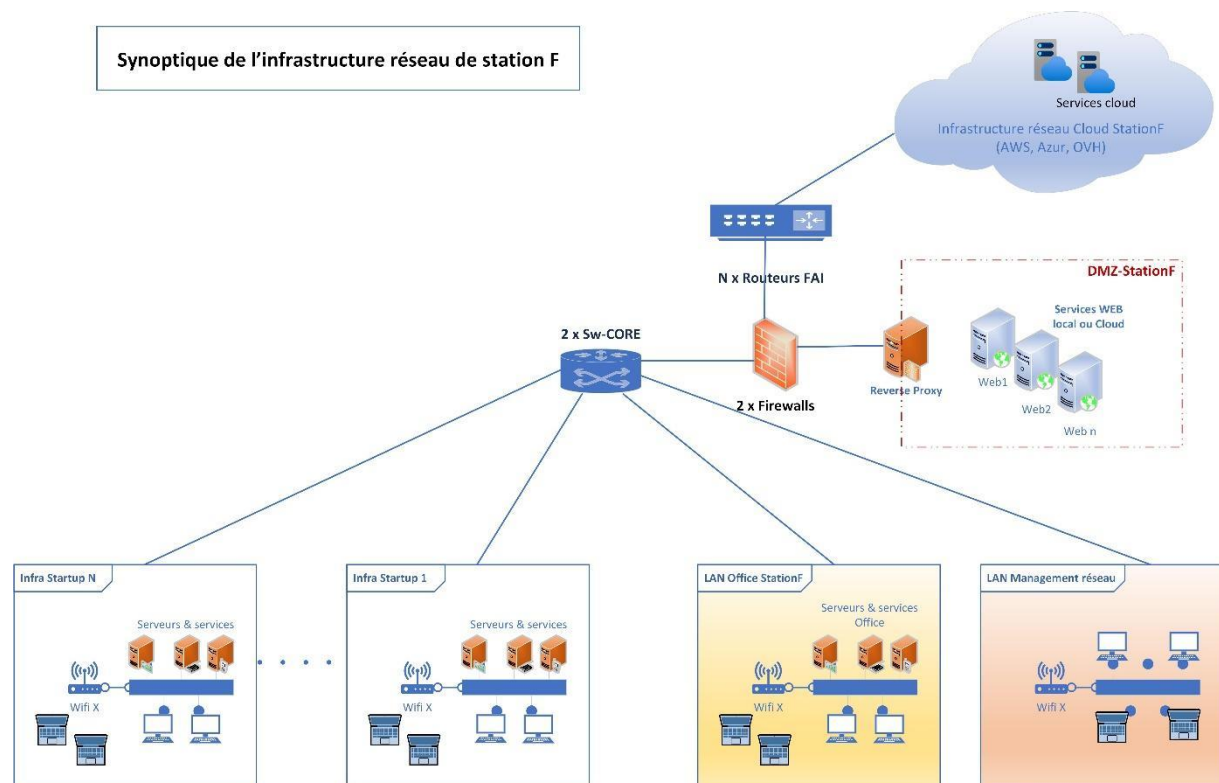 Synoptique de l'infrastructure réseau de station F
Services cloud
Infrastructure réseau Cloud StationF
(AWS, Azur, OVH)
N x Routeurs FAI
DMZ-StationF
Services WEB
local ou Cloud
2 x Sw-CORE
Web1
Reverse Proxy
2 x Firewalls
Web2
Web n
Infra Startup N
Serveurs & services
Wifi X
Infra Startup 1
Serveurs & services
Wifi X
LAN Office StationF
Serveurs & services
Office
Wifi X
LAN Management réseau
Wifi X